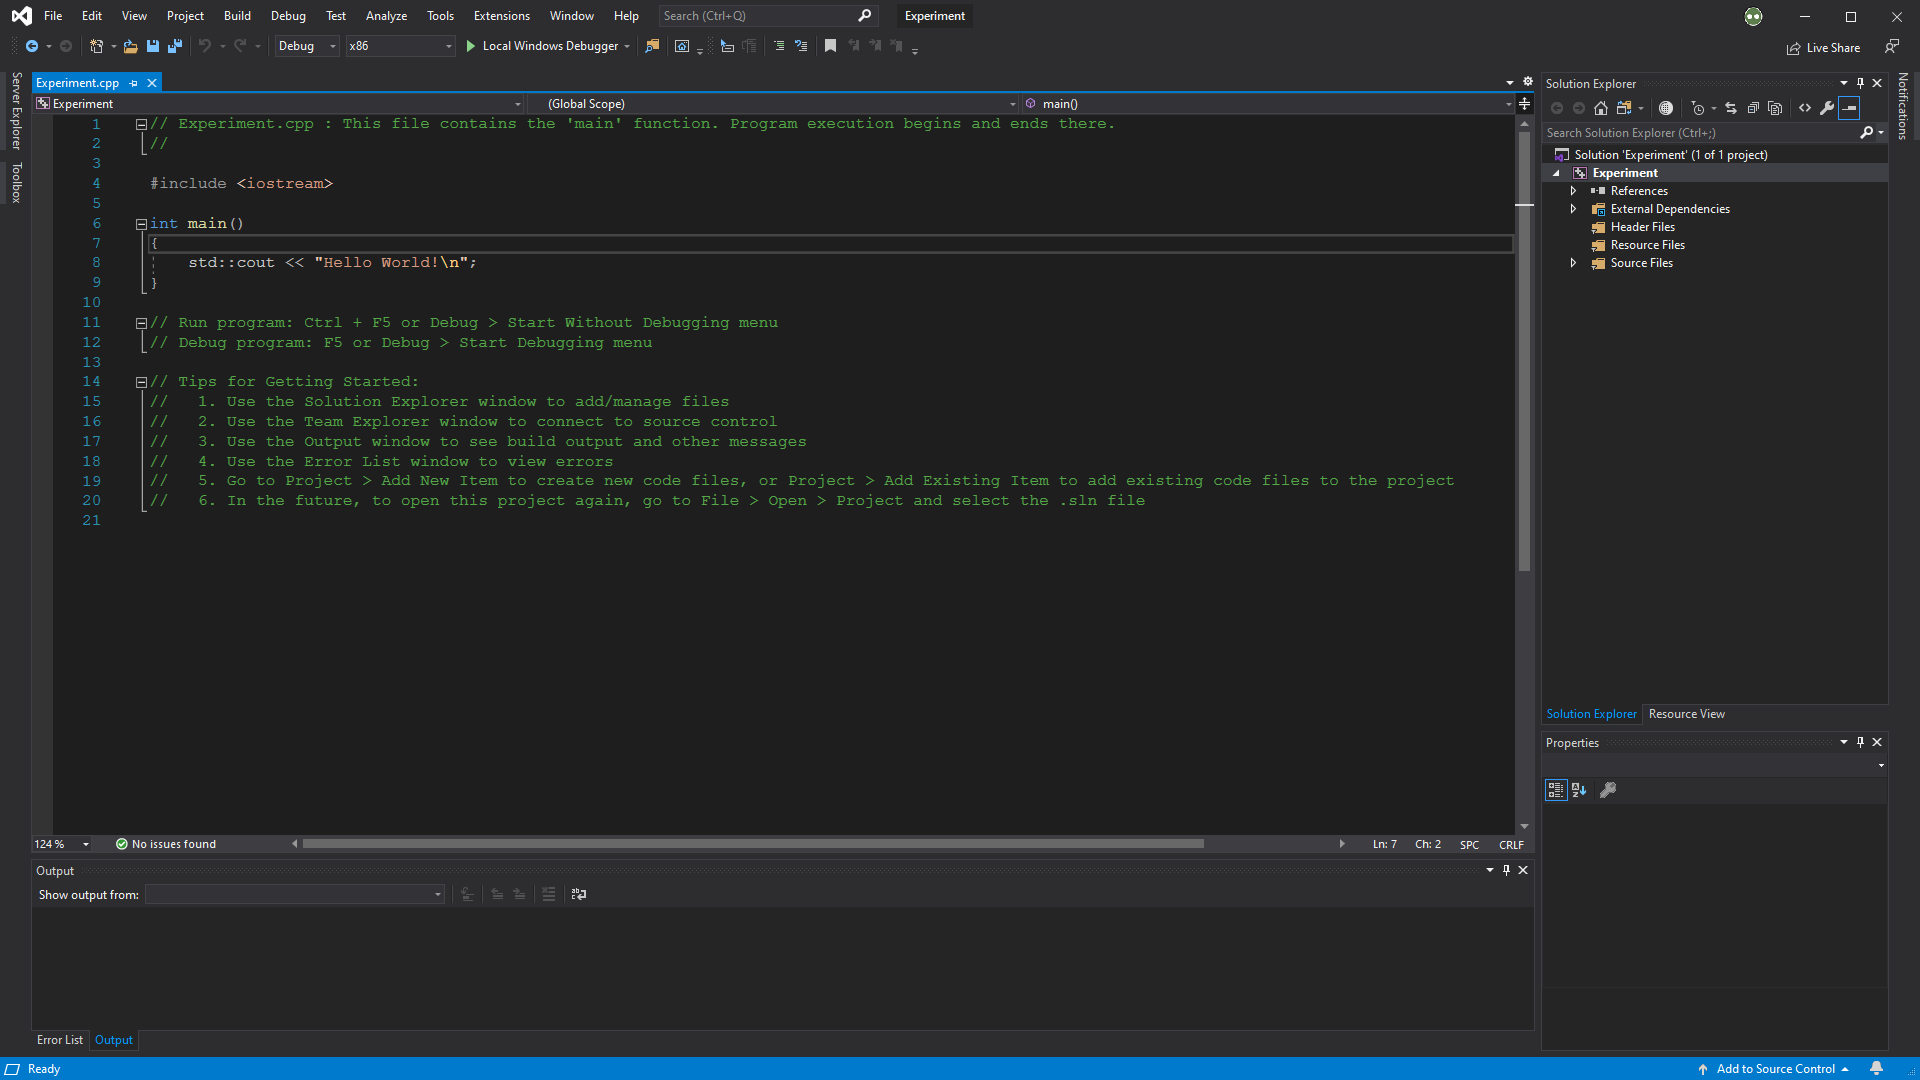 File Edit View Project Build Debug Test Analyze Tools Extensions Window Help Search (Ctrl+Q) Experiment
Debug x86 Local Windows Debugger Live Share
Server Explorer
Toolbox
Experiment.cpp
Experiment (Global Scope) main()
1 // Experiment.cpp : This file contains the 'main' function. Program execution begins and ends there.
2 //
3
4 #include <iostream>
5
6 int main()
7 {
8 std::cout << "Hello World!\n";
9 }
10
11 // Run program: Ctrl + F5 or Debug > Start Without Debugging menu
12 // Debug program: F5 or Debug > Start Debugging menu
13
14 // Tips for Getting Started:
15 //   1. Use the Solution Explorer window to add/manage files
16 //   2. Use the Team Explorer window to connect to source control
17 //   3. Use the Output window to see build output and other messages
18 //   4. Use the Error List window to view errors
19 //   5. Go to Project > Add New Item to create new code files, or Project > Add Existing Item to add existing code files to the project
20 //   6. In the future, to open this project again, go to File > Open > Project and select the .sln file
21
124 % No issues found Ln: 7 Ch: 2 SPC CRLF
Output
Show output from:
Error List Output
Solution Explorer
Search Solution Explorer (Ctrl+;)
Solution 'Experiment' (1 of 1 project)
Experiment
References
External Dependencies
Header Files
Resource Files
Source Files
Solution Explorer Resource View
Properties
Notifications
Ready Add to Source Control